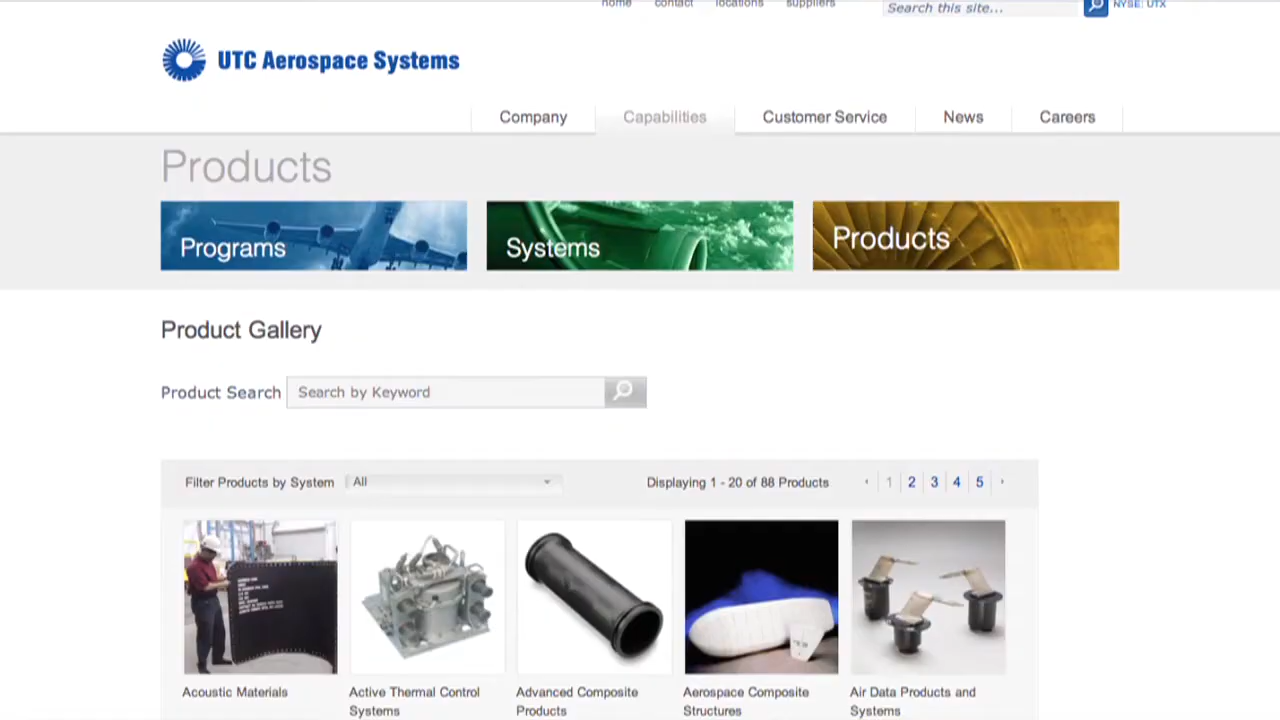 home contact locations suppliers
Search this site...
NYSE: UTX
UTC Aerospace Systems
Company Capabilities Customer Service News Careers
Products
Programs Systems Products
Product Gallery
Product Search Search by Keyword
Filter Products by System All Displaying 1 - 20 of 88 Products 1 2 3 4 5
Acoustic Materials
Active Thermal Control
Systems
Advanced Composite
Products
Aerospace Composite
Structures
Air Data Products and
Systems